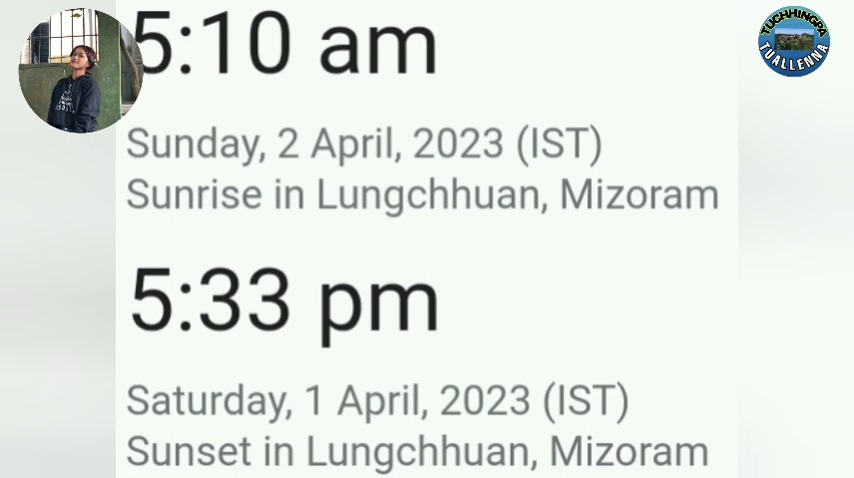 5:10 am
TUCHHINGPA
TUALLENNA
Sunday, 2 April, 2023 (IST)
Sunrise in Lungchhuan, Mizoram
5:33 pm
Saturday, 1 April, 2023 (IST)
Sunset in Lungchhuan, Mizoram